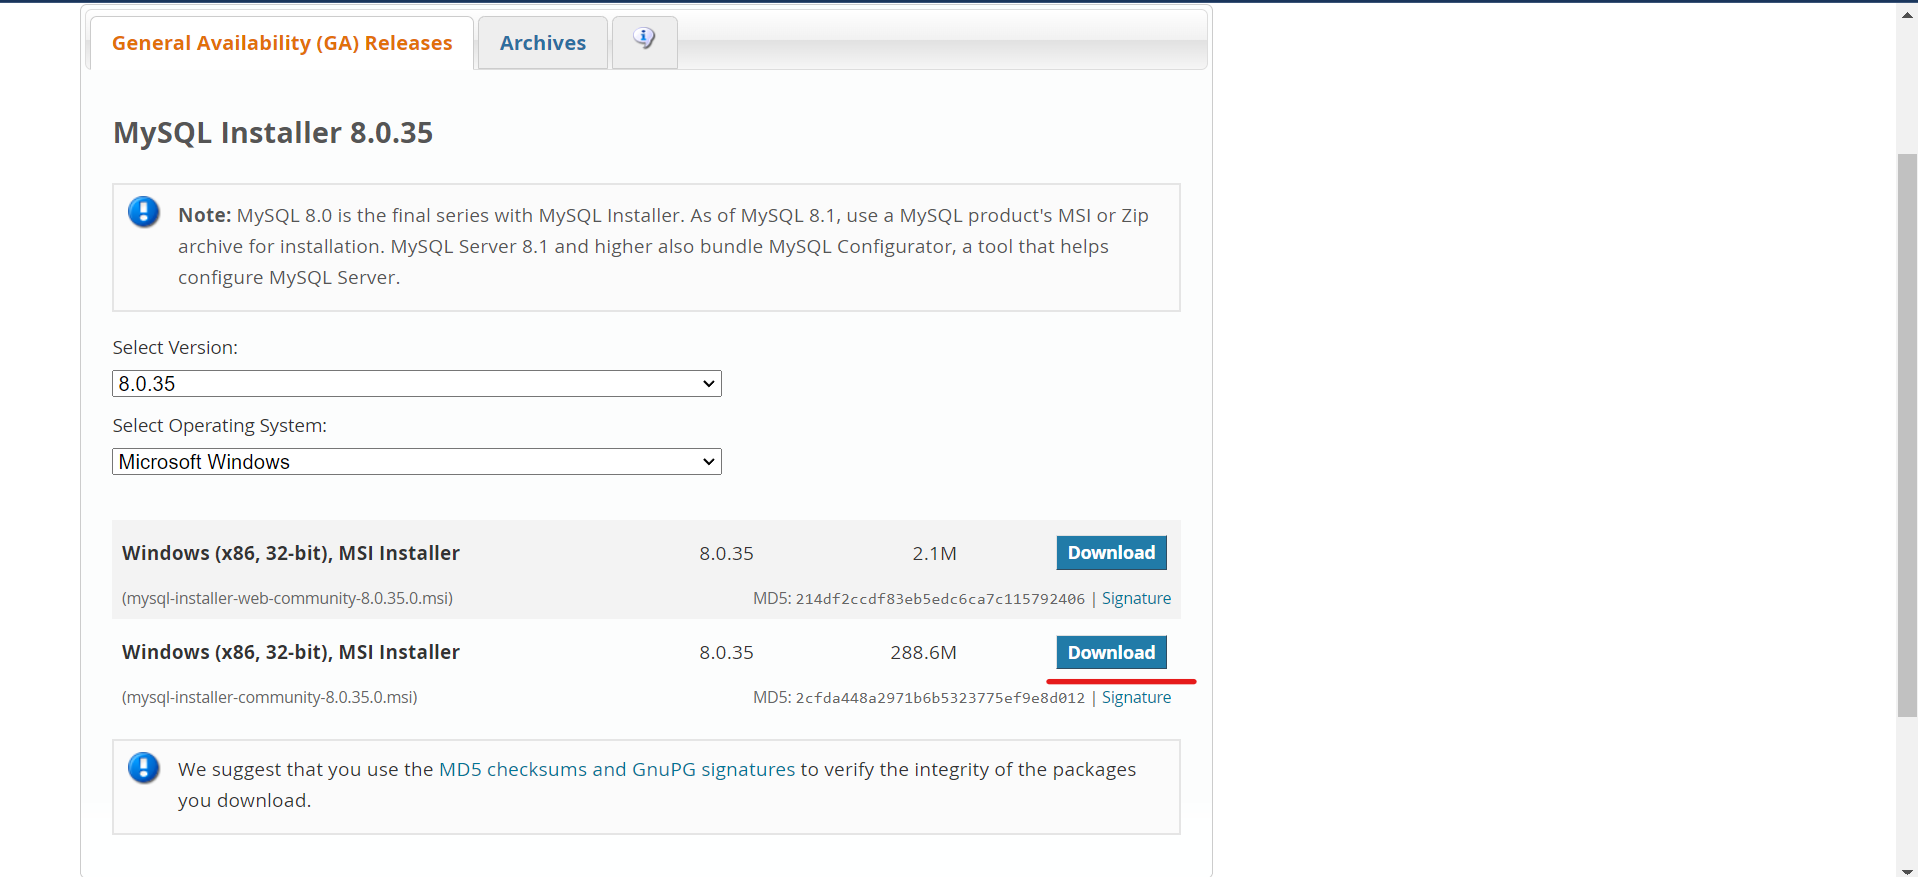 General Availability (GA) Releases
Archives
MySQL Installer 8.0.35
Note: MySQL 8.0 is the final series with MySQL Installer. As of MySQL 8.1, use a MySQL product's MSI or Zip
archive for installation. MySQL Server 8.1 and higher also bundle MySQL Configurator, a tool that helps
configure MySQL Server.
Select Version:
8.0.35
Select Operating System:
Microsoft Windows
Windows (x86, 32-bit), MSI Installer 8.0.35 2.1M Download
(mysql-installer-web-community-8.0.35.0.msi) MD5: 214df2ccdf83eb5edc6ca7c115792406 | Signature
Windows (x86, 32-bit), MSI Installer 8.0.35 288.6M Download
(mysql-installer-community-8.0.35.0.msi) MD5: 2cfda448a2971b6b5323775ef9e8d012 | Signature
We suggest that you use the MD5 checksums and GnuPG signatures to verify the integrity of the packages
you download.